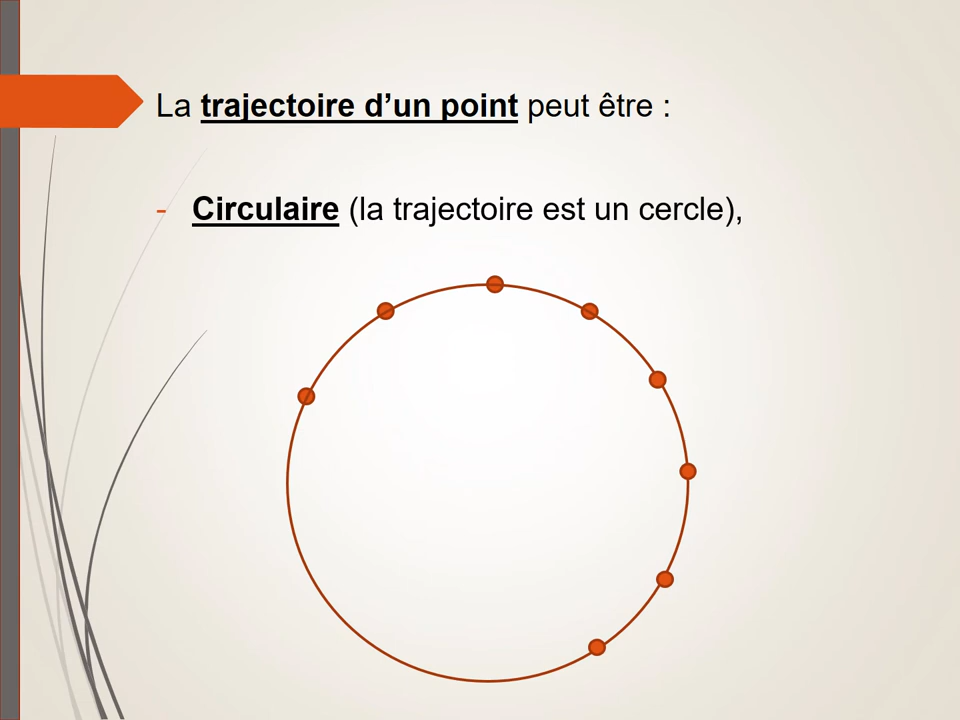 La trajectoire d’un point peut être :
- Circulaire (la trajectoire est un cercle),